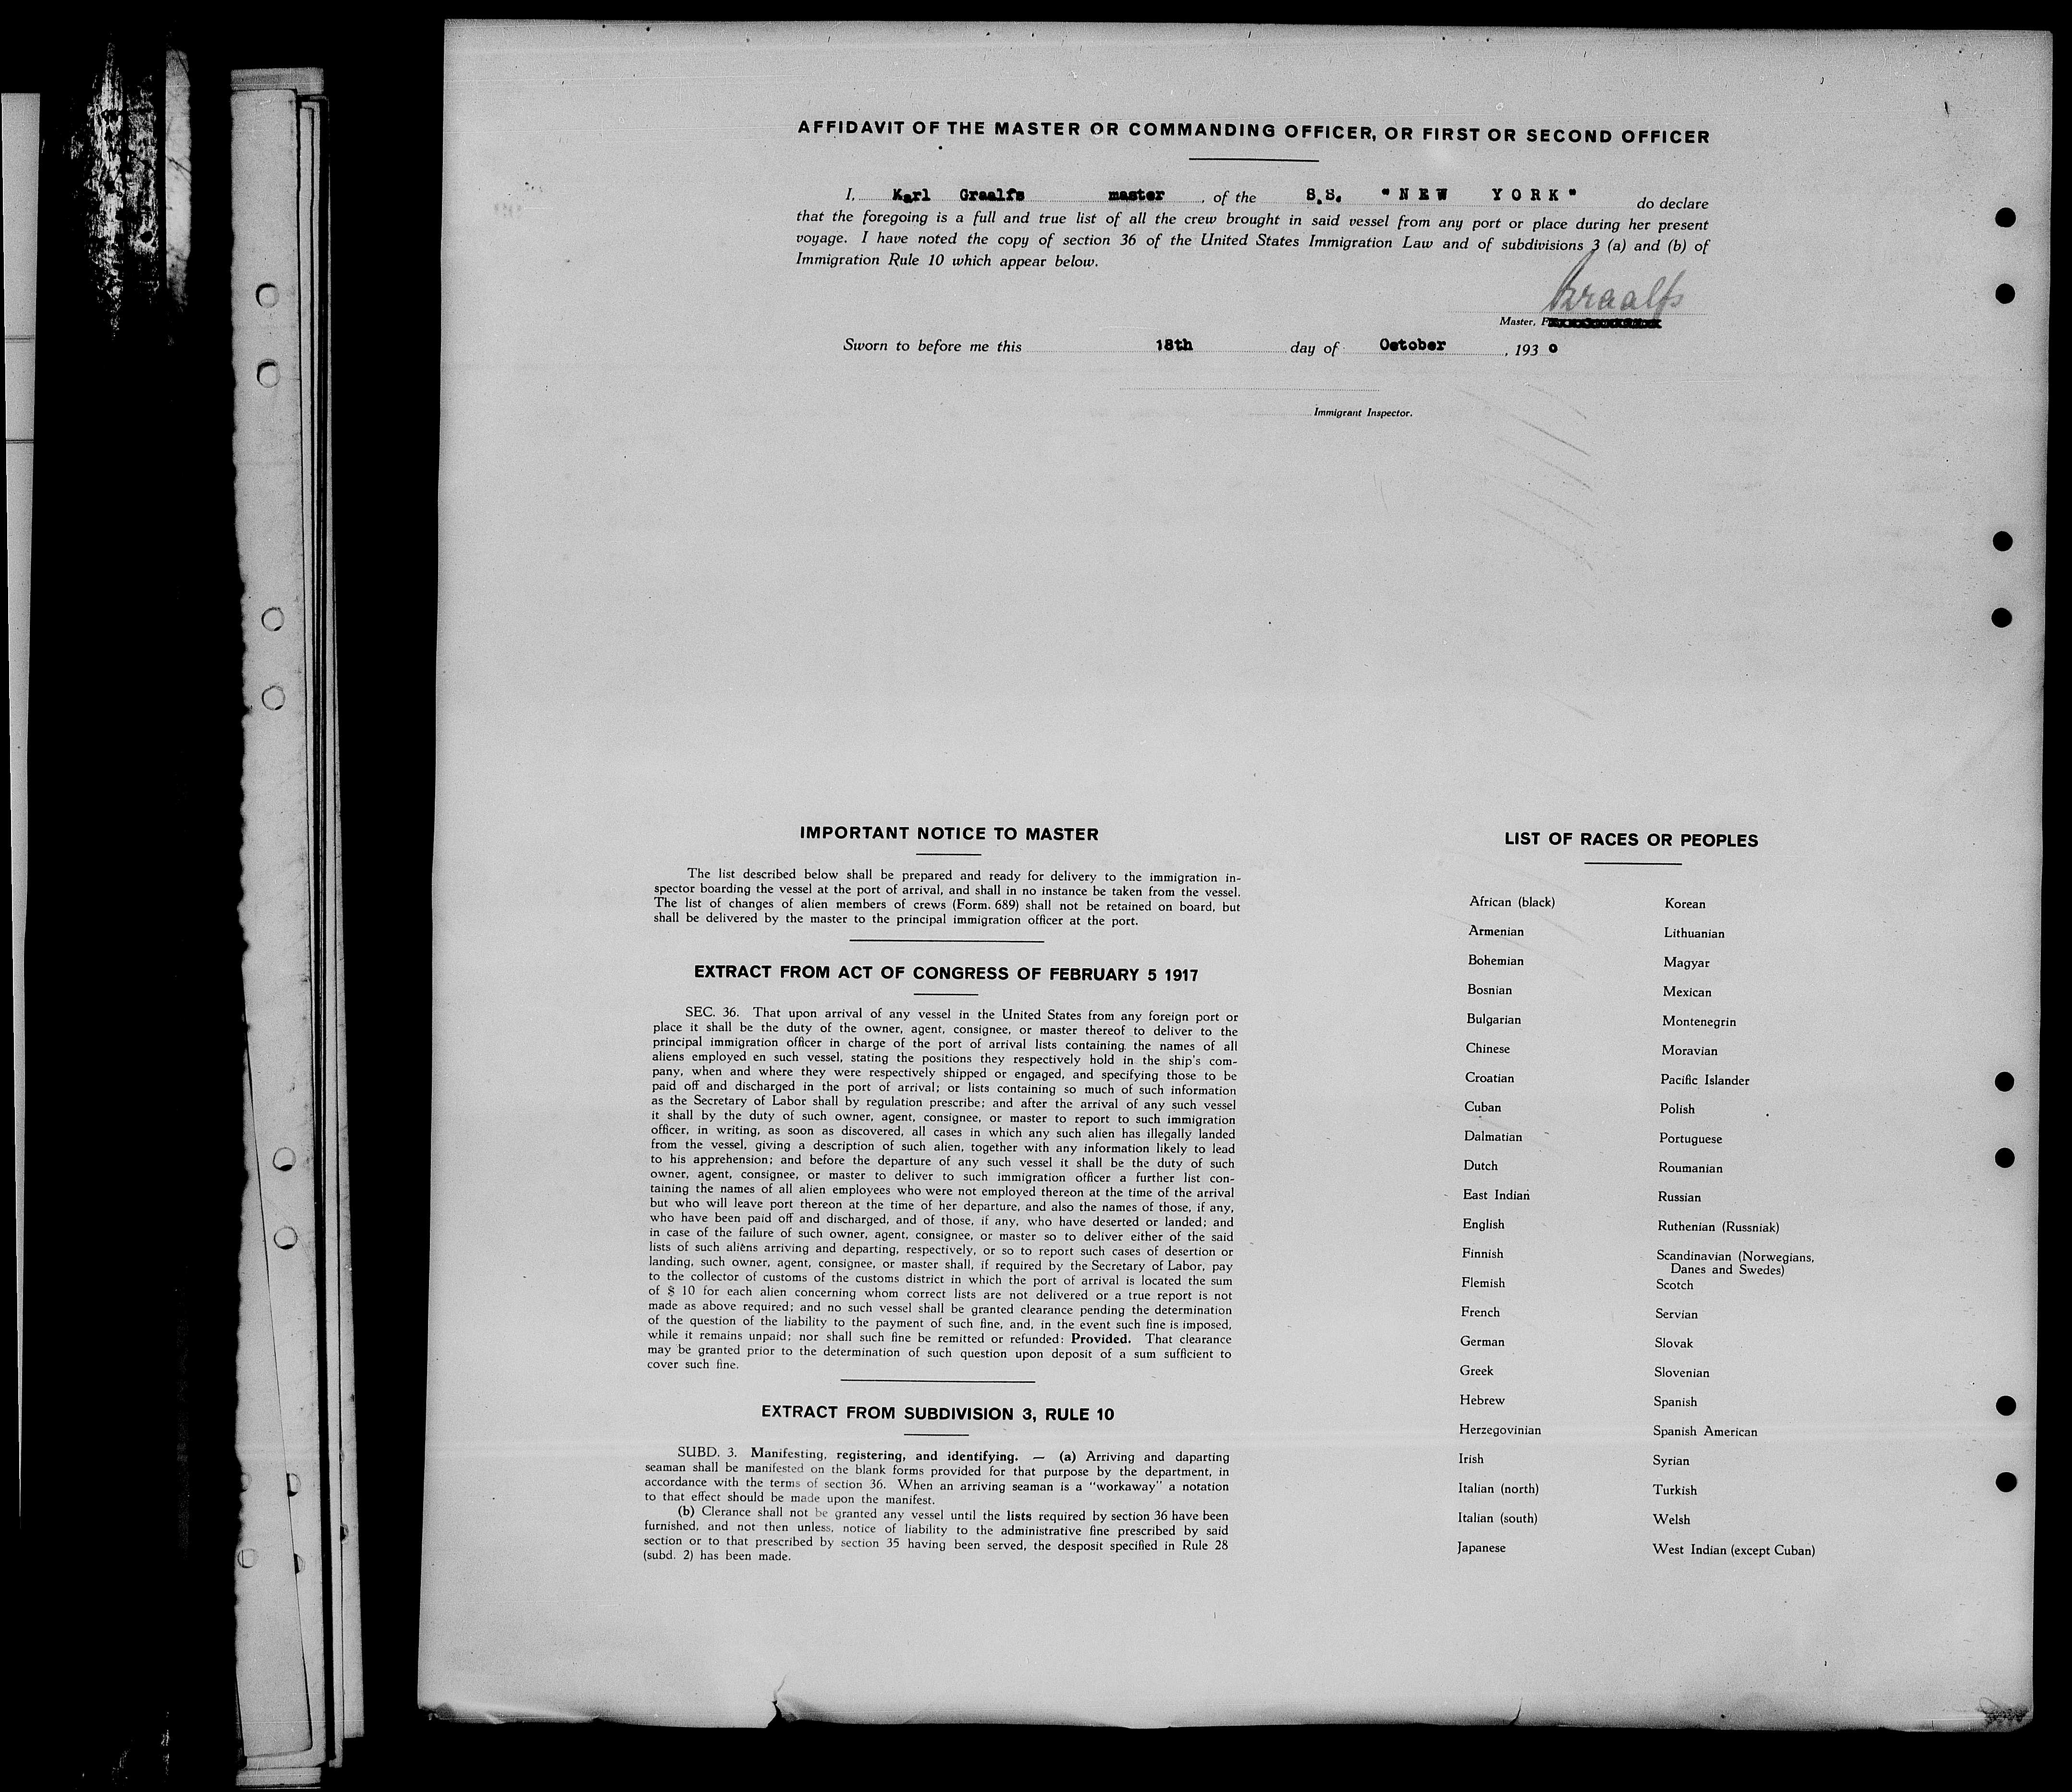 AFFIDAVIT OF THE MASTER OR COMMANDING OFFICER, OR FIRST OR SECOND OFFICER
I, Karl Graalfs master, of the S.S. "NEW YORK" do declare
that the foregoing is a full and true list of all the crew brought in said vessel from any port or place during her present
voyage. I have noted the copy of section 36 of the United States Immigration Law and of subdivisions 3 (a) and (b) of
Immigration Rule 10 which appear below.
Graalfs
Master, F
Sworn to before me this 18th day of October, 1930
Immigrant Inspector.
IMPORTANT NOTICE TO MASTER
The list described below shall be prepared and ready for delivery to the immigration in-
spector boarding the vessel at the port of arrival, and shall in no instance be taken from the vessel.
The list of changes of alien members of crews (Form. 689) shall not be retained on board, but
shall be delivered by the master to the principal immigration officer at the port.
EXTRACT FROM ACT OF CONGRESS OF FEBRUARY 5 1917
SEC. 36. That upon arrival of any vessel in the United States from any foreign port or
place it shall be the duty of the owner, agent, consignee, or master thereof to deliver to the
principal immigration officer in charge of the port of arrival lists containing the names of all
aliens employed en such vessel, stating the positions they respectively hold in the ship's com-
pany, when and where they were respectively shipped or engaged, and specifying those to be
paid off and discharged in the port of arrival; or lists containing so much of such information
as the Secretary of Labor shall by regulation prescribe; and after the arrival of any such vessel
it shall by the duty of such owner, agent, consignee, or master to report to such immigration
officer, in writing, as soon as discovered, all cases in which any such alien has illegally landed
from the vessel, giving a description of such alien, together with any information likely to lead
to his apprehension; and before the departure of any such vessel it shall be the duty of such
owner, agent, consignee, or master to deliver to such immigration officer a further list con-
taining the names of all alien employees who were not employed thereon at the time of the arrival
but who will leave port thereon at the time of her departure, and also the names of those, if any,
who have been paid off and discharged, and of those, if any, who have deserted or landed; and
in case of the failure of such owner, agent, consignee, or master so to deliver either of the said
lists of such aliens arriving and departing, respectively, or so to report such cases of desertion or
landing, such owner, agent, consignee, or master shall, if required by the Secretary of Labor, pay
to the collector of customs of the customs district in which the port of arrival is located the sum
of $ 10 for each alien concerning whom correct lists are not delivered or a true report is not
made as above required; and no such vessel shall be granted clearance pending the determination
of the question of the liability to the payment of such fine, and, in the event such fine is imposed,
while it remains unpaid; nor shall such fine be remitted or refunded: Provided. That clearance
may be granted prior to the determination of such question upon deposit of a sum sufficient to
cover such fine.
EXTRACT FROM SUBDIVISION 3, RULE 10
SUBD. 3. Manifesting, registering, and identifying. — (a) Arriving and daparting
seaman shall be manifested on the blank forms provided for that purpose by the department, in
accordance with the terms of section 36. When an arriving seaman is a "workaway" a notation
to that effect should be made upon the manifest.
(b) Clerance shall not be granted any vessel until the lists required by section 36 have been
furnished, and not then unless, notice of liability to the administrative fine prescribed by said
section or to that prescribed by section 35 having been served, the desposit specified in Rule 28
(subd. 2) has been made.
LIST OF RACES OR PEOPLES
African (black)
Armenian
Bohemian
Bosnian
Bulgarian
Chinese
Croatian
Cuban
Dalmatian
Dutch
East Indian
English
Finnish
Flemish
French
German
Greek
Hebrew
Herzegovinian
Irish
Italian (north)
Italian (south)
Japanese
Korean
Lithuanian
Magyar
Mexican
Montenegrin
Moravian
Pacific Islander
Polish
Portuguese
Roumanian
Russian
Ruthenian (Russniak)
Scandinavian (Norwegians,
Danes and Swedes)
Scotch
Servian
Slovak
Slovenian
Spanish
Spanish American
Syrian
Turkish
Welsh
West Indian (except Cuban)